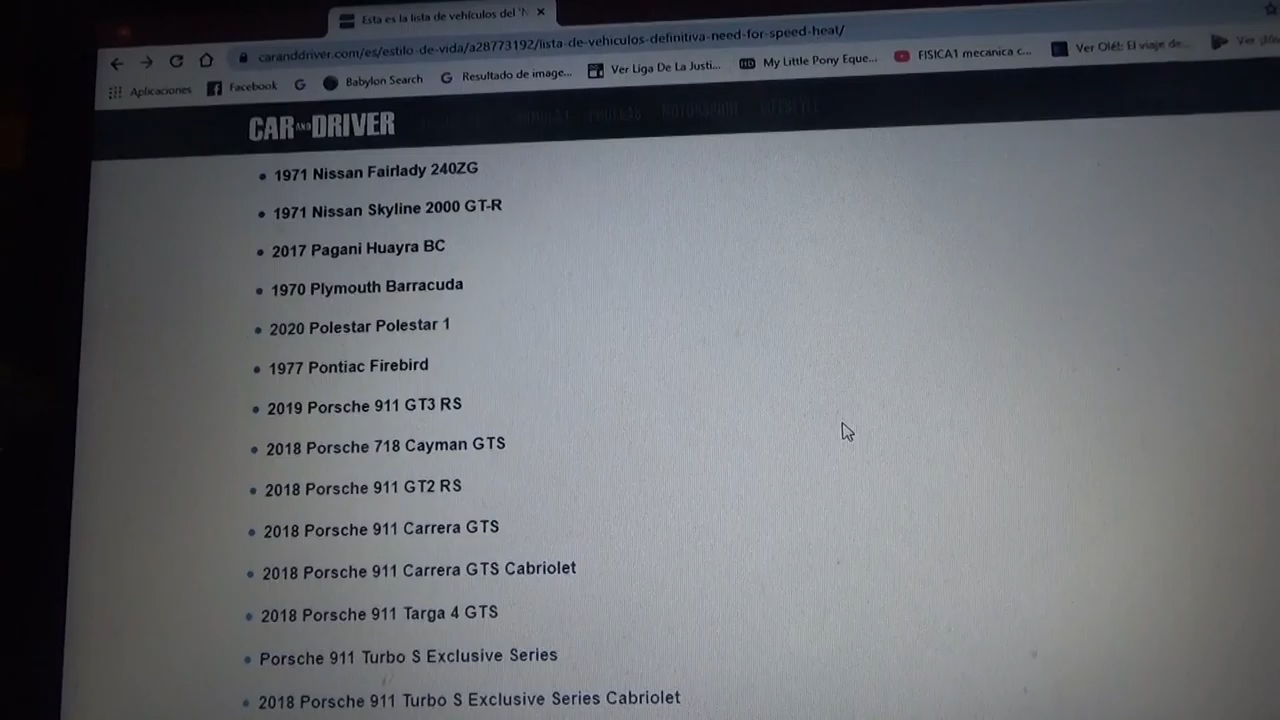 Esta es la lista de vehículos del 'N
caranddriver.com/es/estilo-de-vida/a28773192/lista-de-vehiculos-definitiva-need-for-speed-heat/
Aplicaciones Facebook Babylon Search Resultado de image... Ver Liga De La Justi... My Little Pony Eque... FISICA1 mecanica c... Ver Olé!: El viaje de... Ver
CAR AND DRIVER MOTORSPORT LIFESTYLE
1971 Nissan Fairlady 240ZG
1971 Nissan Skyline 2000 GT-R
2017 Pagani Huayra BC
1970 Plymouth Barracuda
2020 Polestar Polestar 1
1977 Pontiac Firebird
2019 Porsche 911 GT3 RS
2018 Porsche 718 Cayman GTS
2018 Porsche 911 GT2 RS
2018 Porsche 911 Carrera GTS
2018 Porsche 911 Carrera GTS Cabriolet
2018 Porsche 911 Targa 4 GTS
Porsche 911 Turbo S Exclusive Series
2018 Porsche 911 Turbo S Exclusive Series Cabriolet